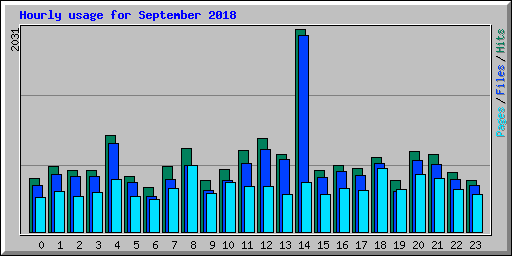 Hourly usage for September 2018
2031
Pages / Files / Hits
0 1 2 3 4 5 6 7 8 9 10 11 12 13 14 15 16 17 18 19 20 21 22 23